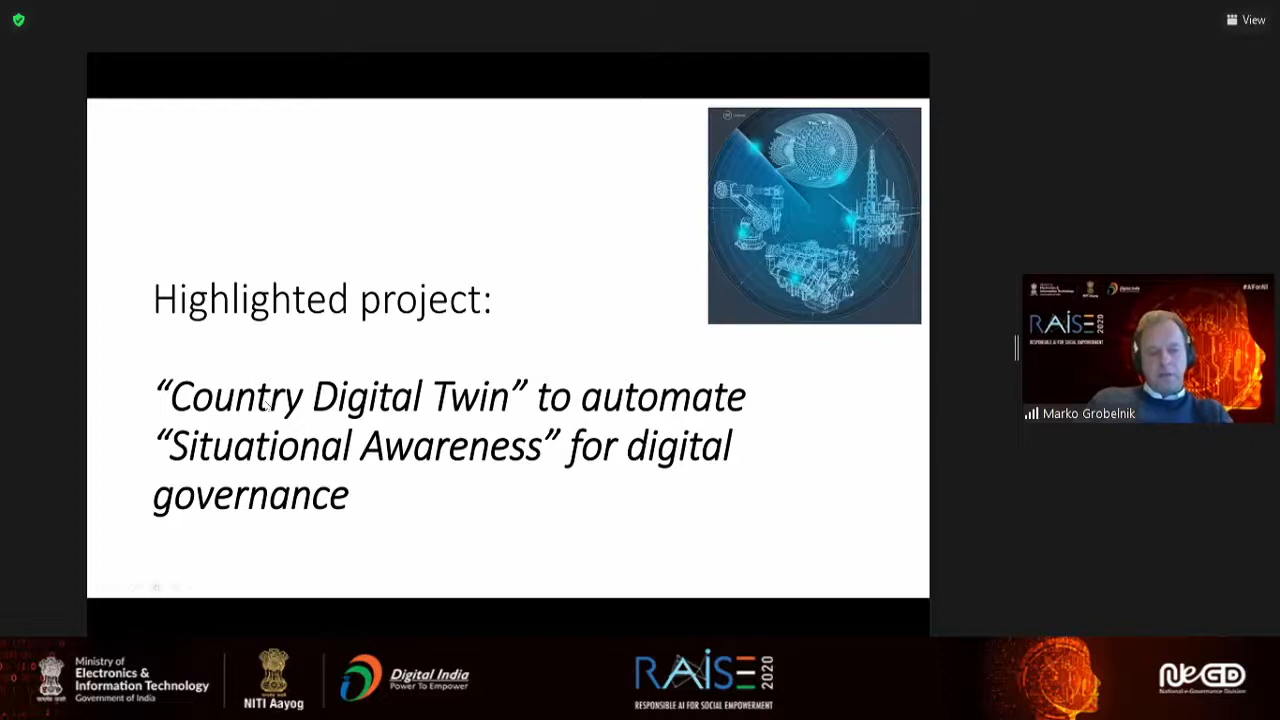 View
Highlighted project:
“Country Digital Twin” to automate
“Situational Awareness” for digital
governance
#AIForAll
RAISE 2020
RESPONSIBLE AI FOR SOCIAL EMPOWERMENT
Marko Grobelnik
Ministry of
Electronics &
Information Technology
Government of India
NITI Aayog
Digital India
Power To Empower
RAISE 2020
RESPONSIBLE AI FOR SOCIAL EMPOWERMENT
NeGD
National e-Governance Division